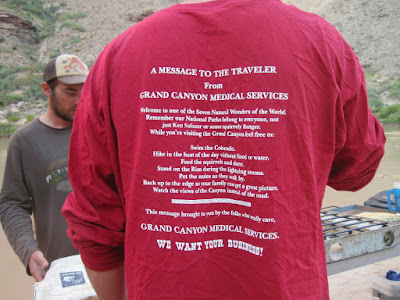 A MESSAGE TO THE TRAVELER
From
GRAND CANYON MEDICAL SERVICES
Welcome to one of the Seven Natural Wonders of the World.
Remember our National Parks belong to everyone, not
just Ken Salazar or some squirrely Ranger.
While you're visiting the Grand Canyon feel free to:
Swim the Colorado.
Hike in the heat of the day without food or water.
Feed the squirrels and deer.
Stand on the Rim during the lightning storms.
Pet the mules as they walk by.
Back up to the edge so your family can get a great picture.
Watch the views of the Canyon instead of the road.
This message brought to you by the folks who really care,
GRAND CANYON MEDICAL SERVICES.
WE WANT YOUR BUSINESS!